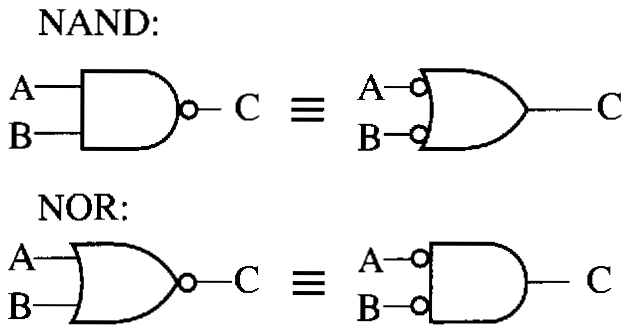 NAND:
A C ≡ A C
B B
NOR:
A C ≡ A C
B B